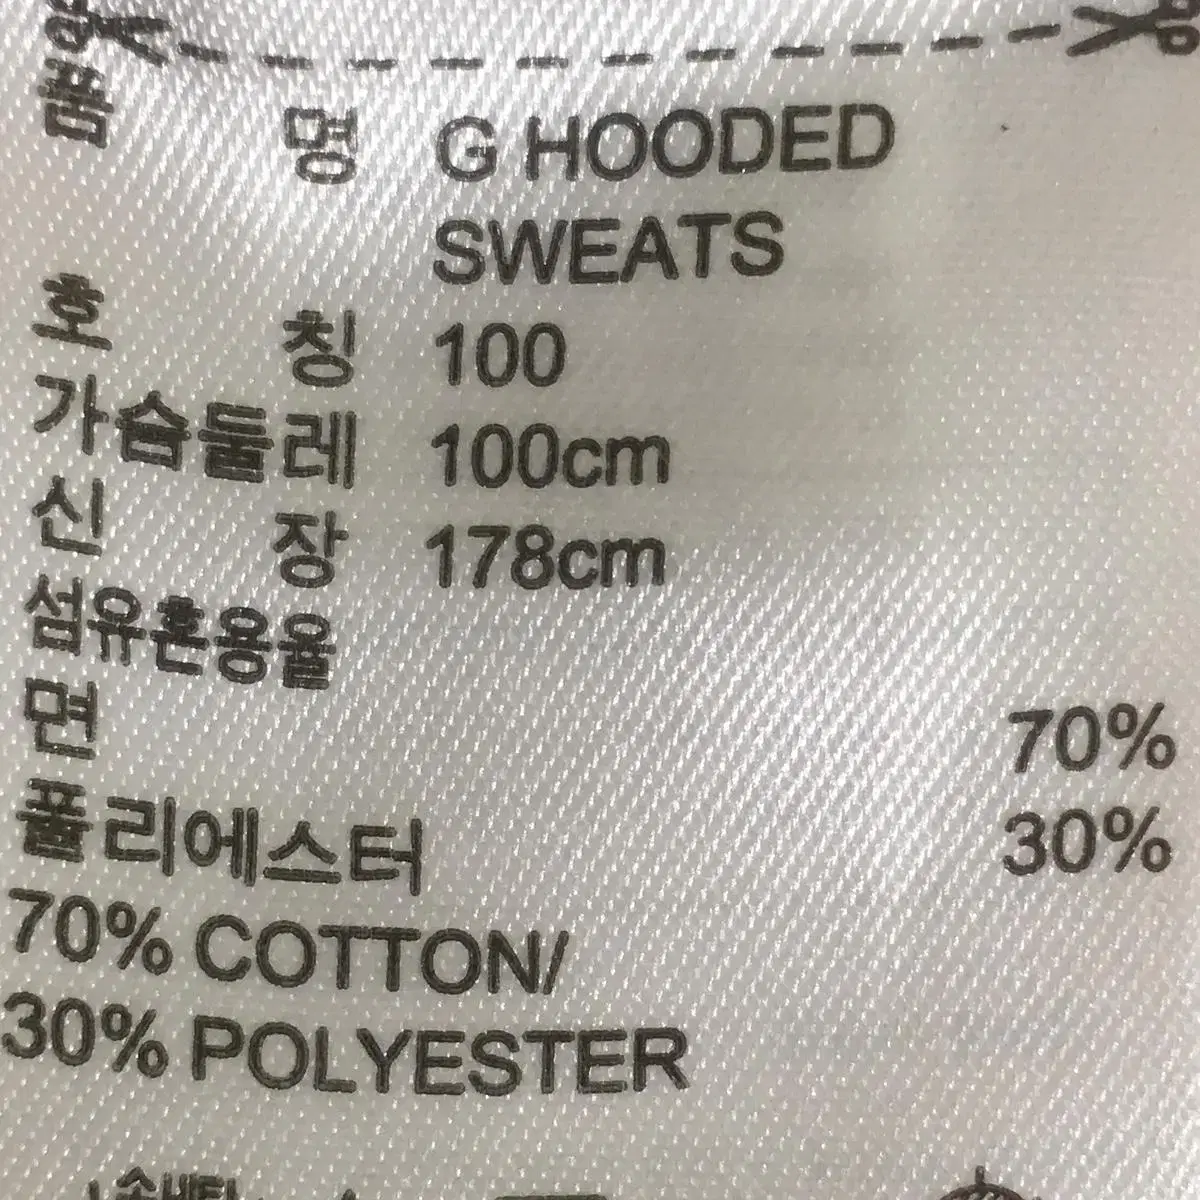 품 명 G HOODED
SWEATS
호 칭 100
가슴둘레 100cm
신 장 178cm
섬유혼용율
면 70%
폴리에스터 30%
70% COTTON/
30% POLYESTER